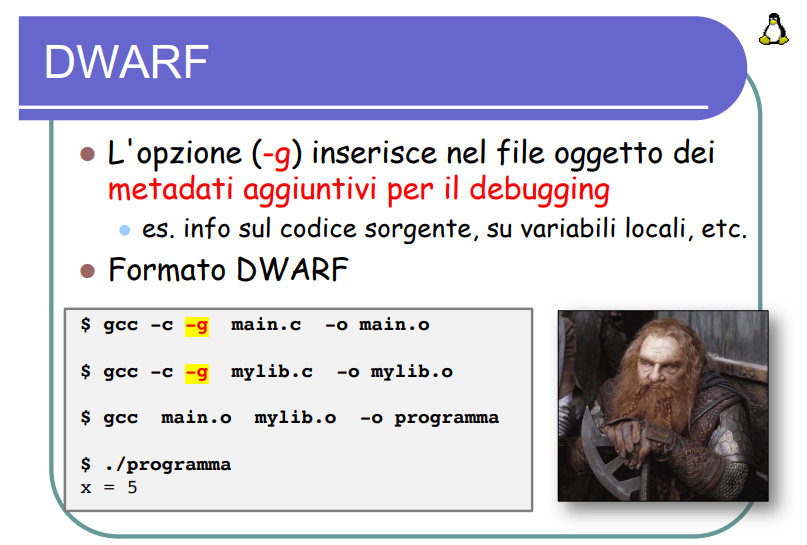 DWARF
L'opzione (-g) inserisce nel file oggetto dei
metadati aggiuntivi per il debugging
es. info sul codice sorgente, su variabili locali, etc.
Formato DWARF
$ gcc -c -g main.c -o main.o
$ gcc -c -g mylib.c -o mylib.o
$ gcc main.o mylib.o -o programma
$ ./programma
x = 5